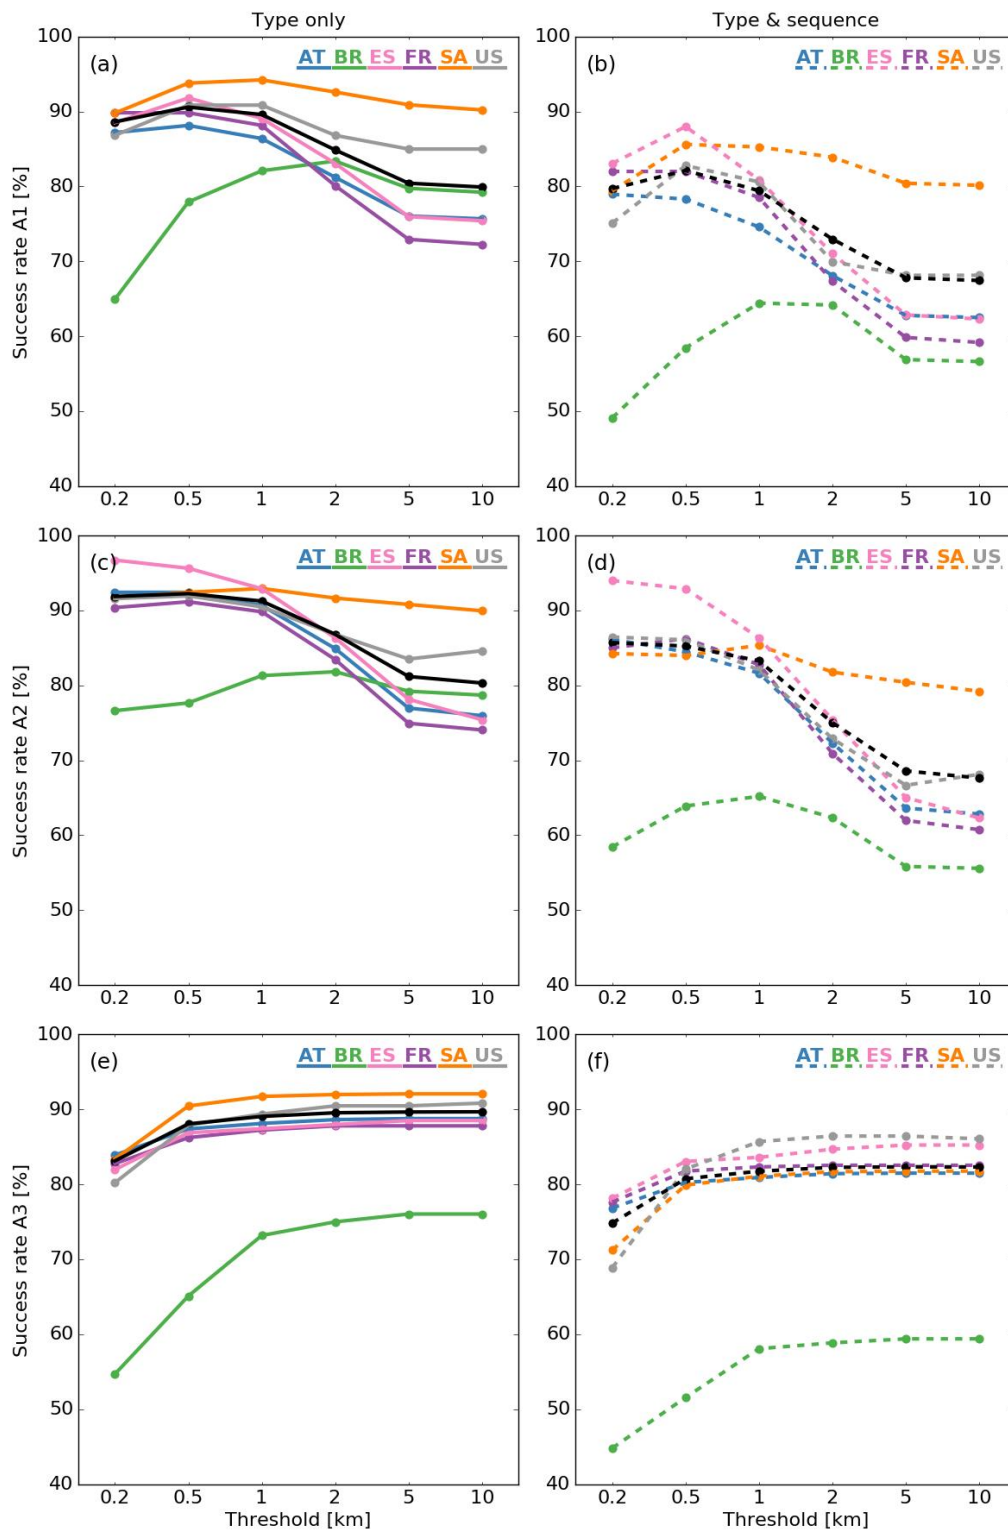 Type only
Type & sequence
(a) AT BR ES FR SA US
(b) AT BR ES FR SA US
Success rate A1 [%]
100
90
80
70
60
50
40
0.2 0.5 1 2 5 10
0.2 0.5 1 2 5 10
(c) AT BR ES FR SA US
(d) AT BR ES FR SA US
Success rate A2 [%]
100
90
80
70
60
50
40
0.2 0.5 1 2 5 10
0.2 0.5 1 2 5 10
(e) AT BR ES FR SA US
(f) AT BR ES FR SA US
Success rate A3 [%]
100
90
80
70
60
50
40
0.2 0.5 1 2 5 10
0.2 0.5 1 2 5 10
Threshold [km]
Threshold [km]